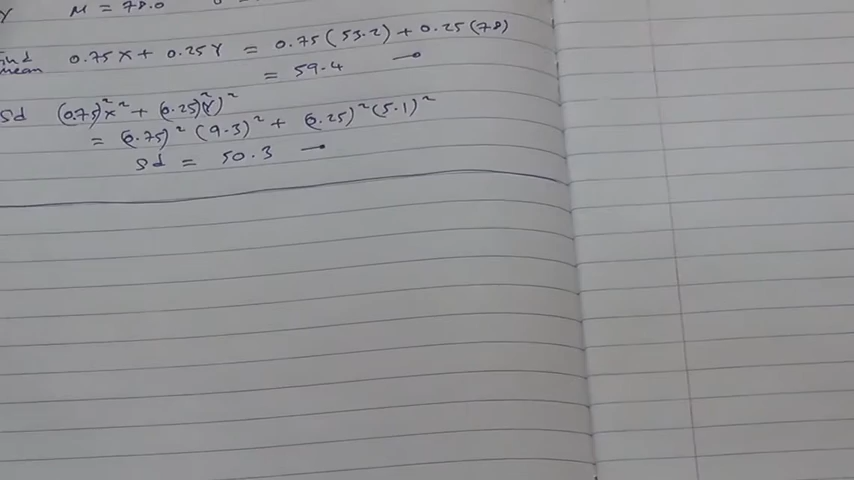 Y M = 78.0
mean 0.75X + 0.25Y = 0.75(53.2) + 0.25(78)
= 59.4
Sd (0.75)²X² + (0.25)²(Y)²
= (0.75)² (9.3)² + (0.25)² (5.1)²
Sd = 50.3